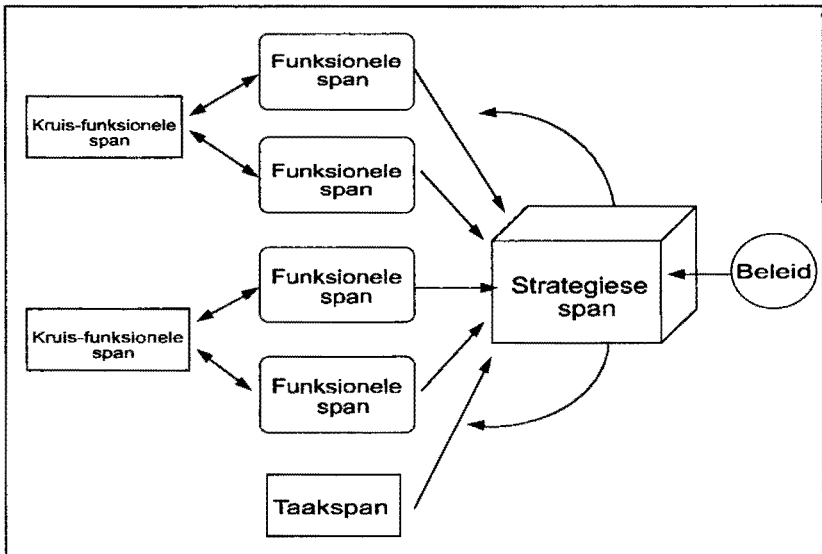 Funksionele
span
Kruis-funksionele
span
Funksionele
span
Funksionele
span
Strategiese
span
Beleid
Kruis-funksionele
span
Funksionele
span
Taakspan